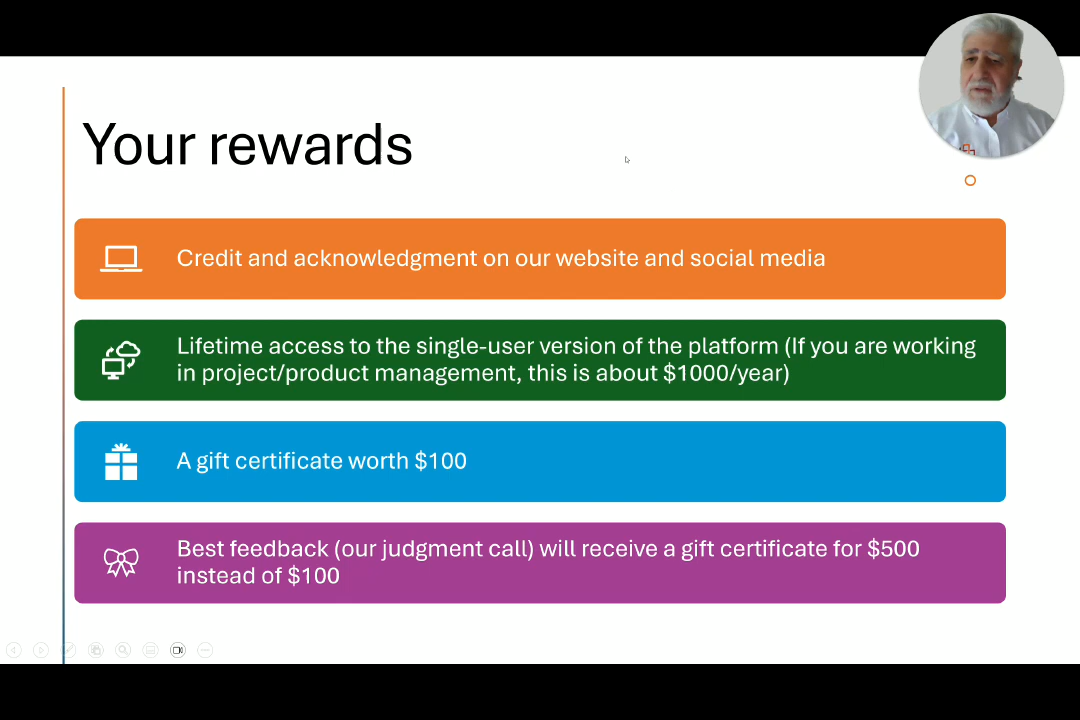 Your rewards
Credit and acknowledgment on our website and social media
Lifetime access to the single-user version of the platform (If you are working
in project/product management, this is about $1000/year)
A gift certificate worth $100
Best feedback (our judgment call) will receive a gift certificate for $500
instead of $100